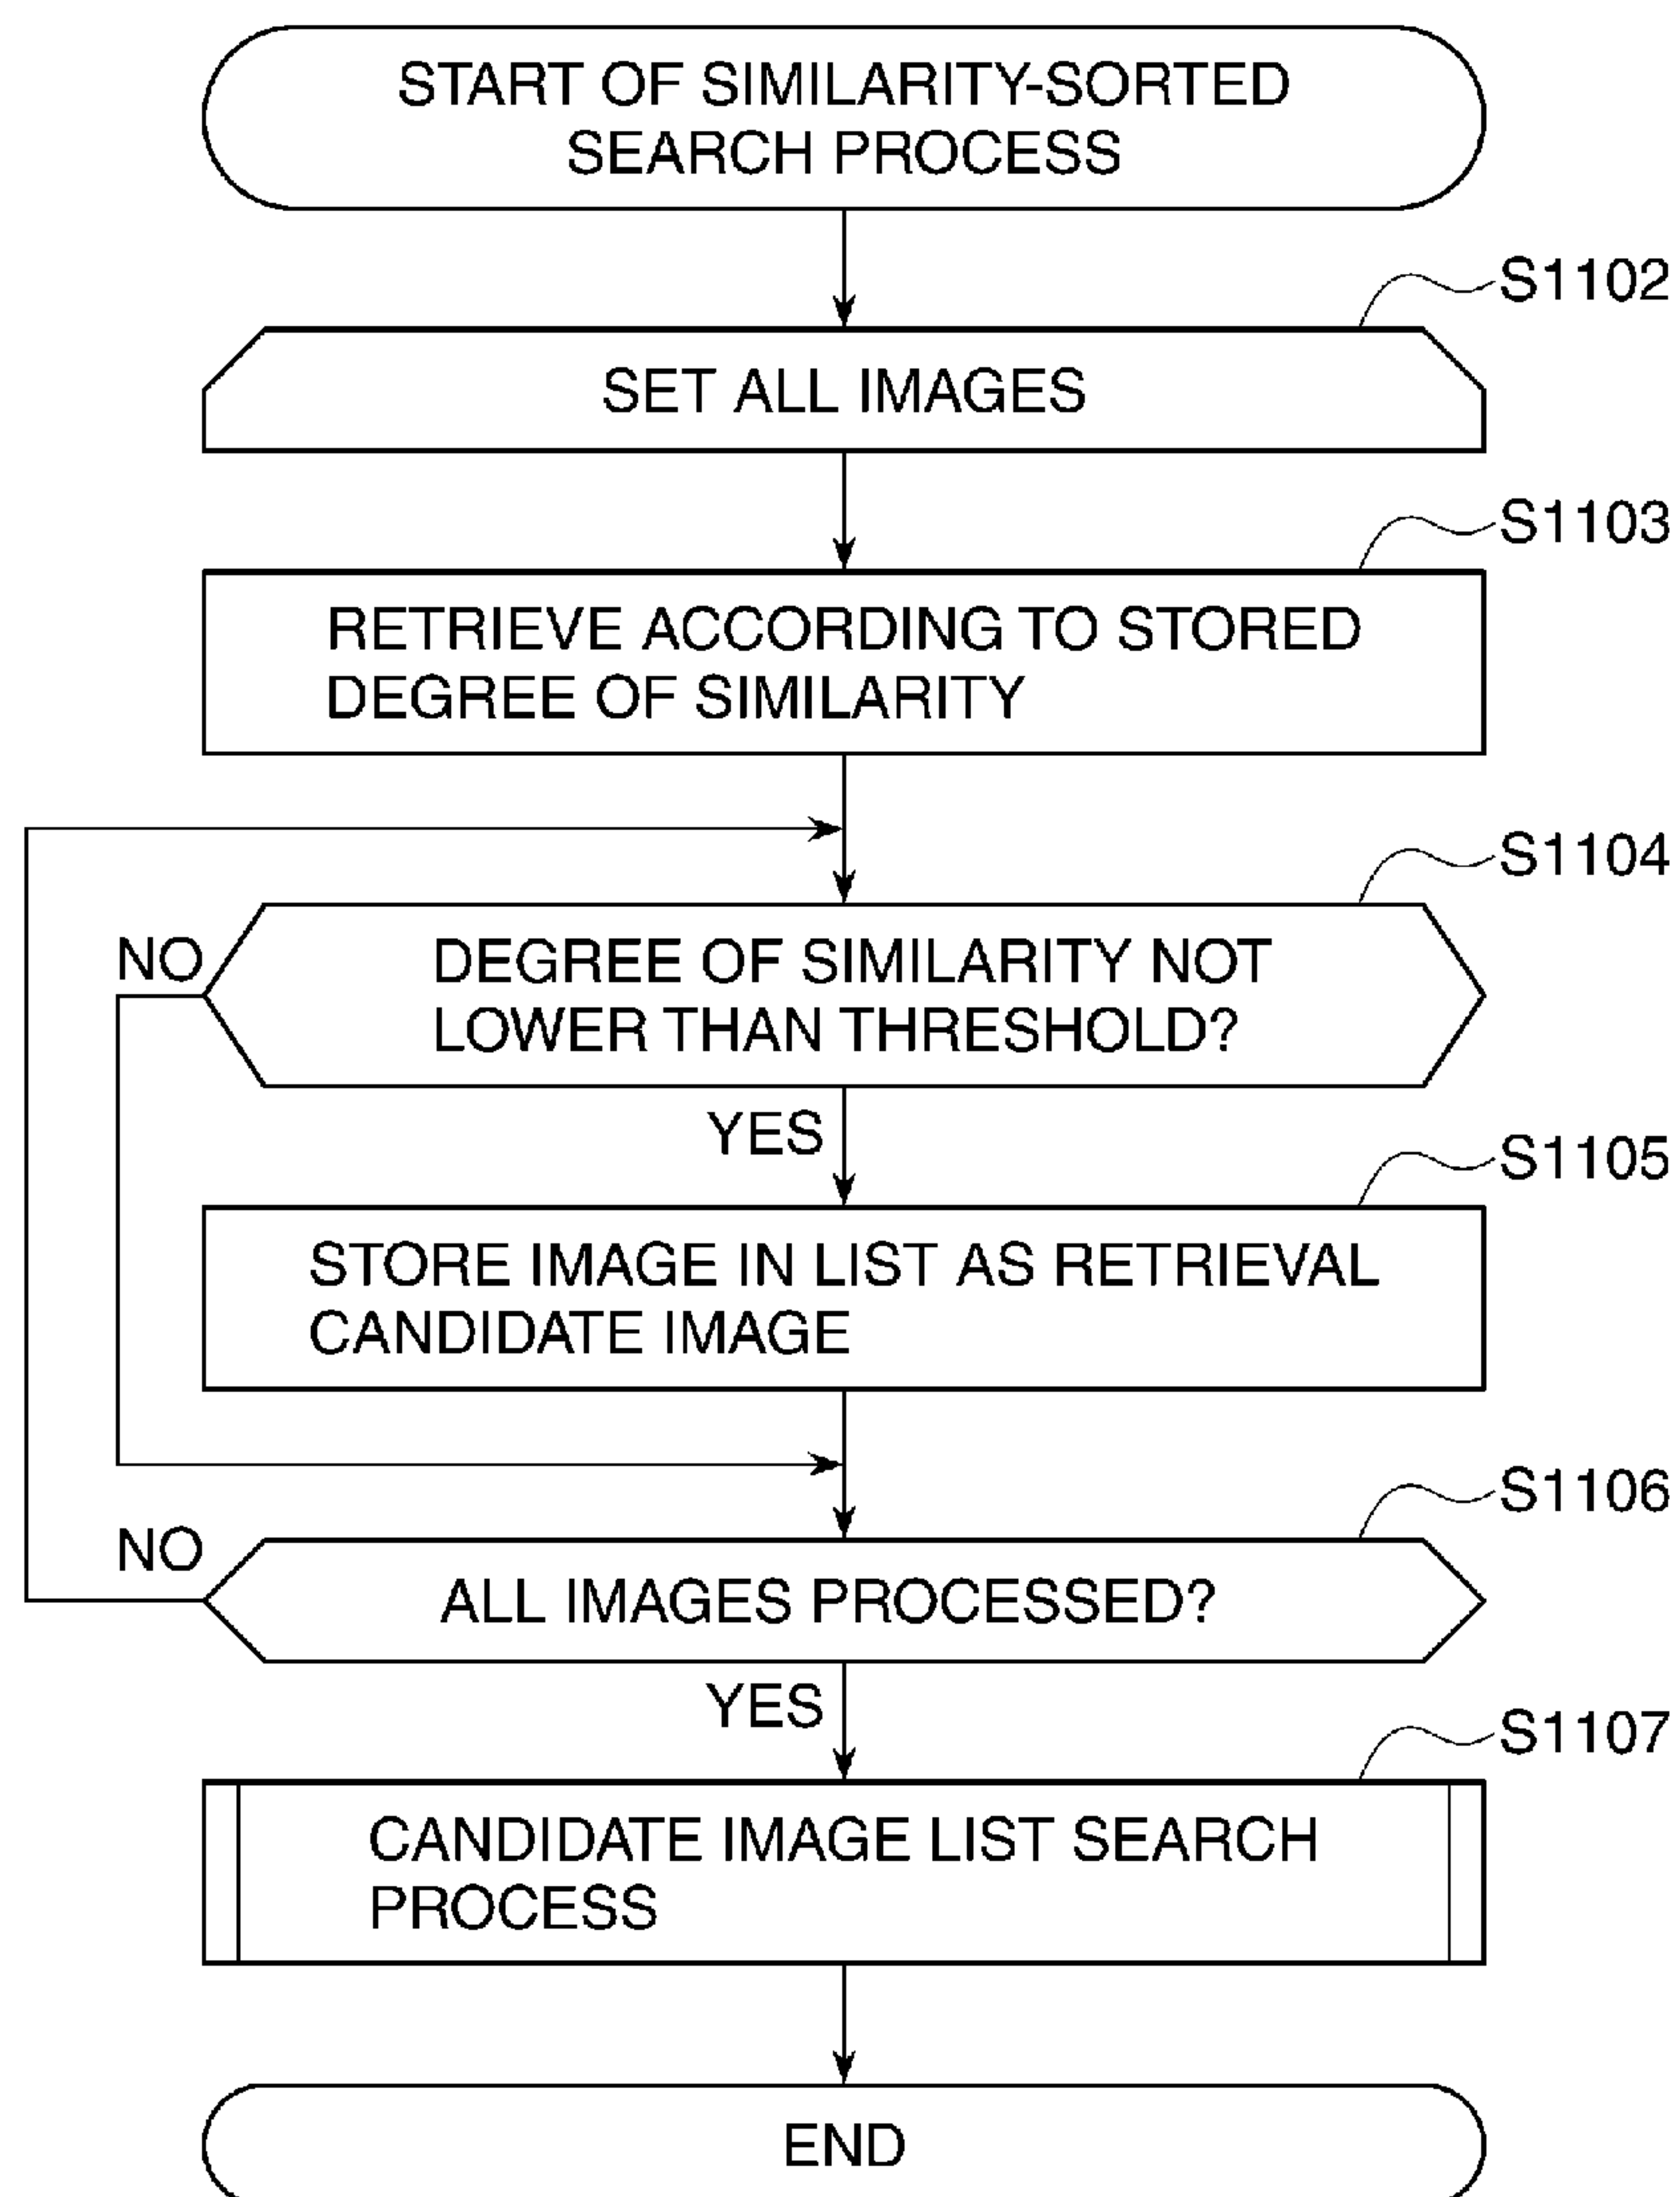 START OF SIMILARITY-SORTED
SEARCH PROCESS
S1102
SET ALL IMAGES
S1103
RETRIEVE ACCORDING TO STORED
DEGREE OF SIMILARITY
S1104
NO
DEGREE OF SIMILARITY NOT
LOWER THAN THRESHOLD?
YES
S1105
STORE IMAGE IN LIST AS RETRIEVAL
CANDIDATE IMAGE
S1106
NO
ALL IMAGES PROCESSED?
YES
S1107
CANDIDATE IMAGE LIST SEARCH
PROCESS
END